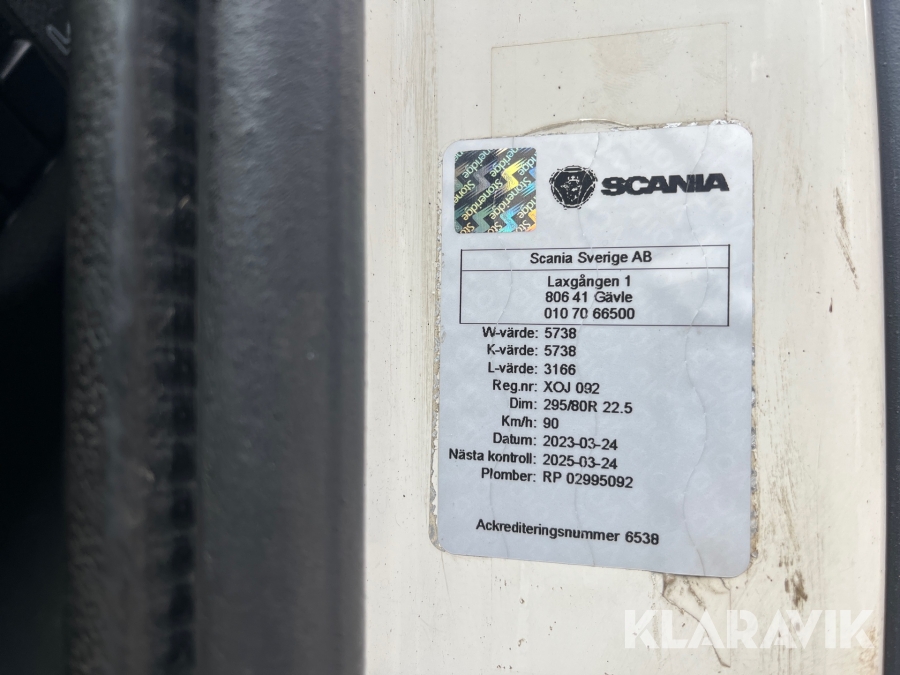 Stoneridge Stoneridge Stoneridge
SCANIA
Scania Sverige AB
Laxgången 1
806 41 Gävle
010 70 66500
W-värde: 5738
K-värde: 5738
L-värde: 3166
Reg.nr: XOJ 092
Dim: 295/80R 22.5
Km/h: 90
Datum: 2023-03-24
Nästa kontroll: 2025-03-24
Plomber: RP 02995092
Ackrediteringsnummer 6538
KLARAVIK